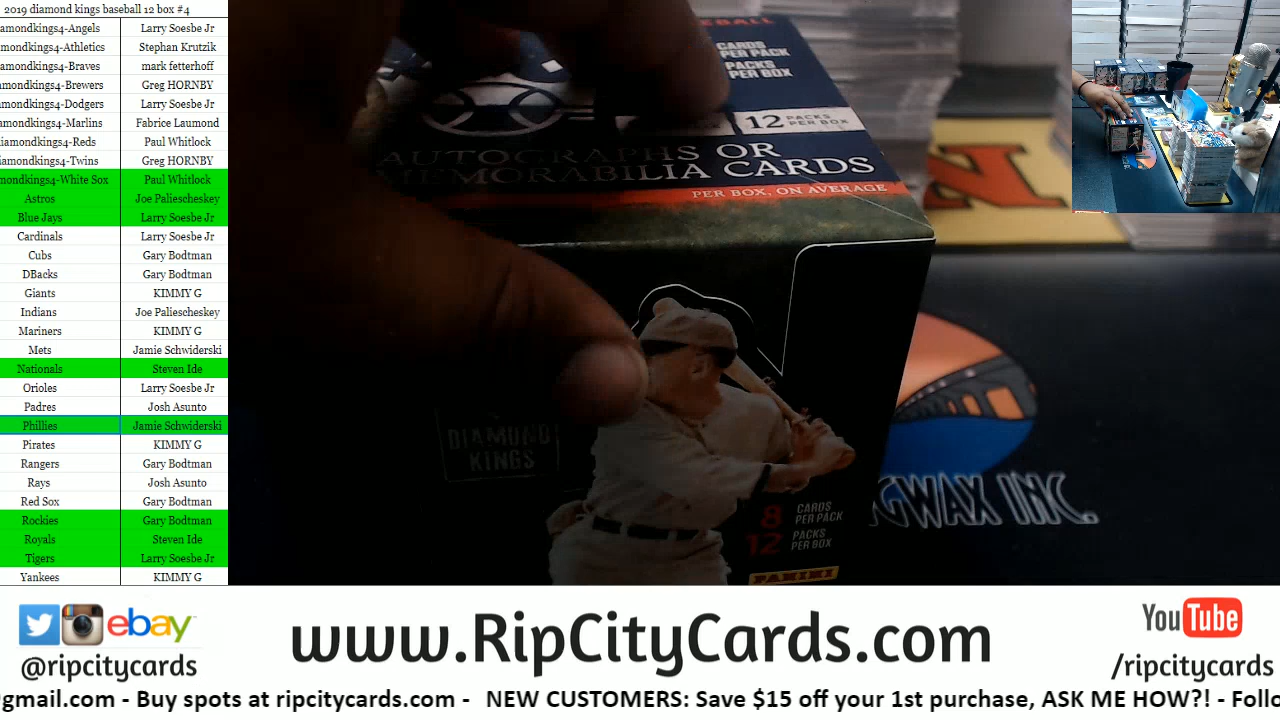 2019 diamond kings baseball 12 box #4
amondkings4-Angels Larry Soesbe Jr
mondkings4-Athletics Stephan Krutzik
amondkings4-Braves mark fetterhoff
mondkings4-Brewers Greg HORNBY
mondkings4-Dodgers Larry Soesbe Jr
mondkings4-Marlins Fabrice Laumond
iamondkings4-Reds Paul Whitlock
iamondkings4-Twins Greg HORNBY
mondkings4-White Sox Paul Whitlock
Astros Joe Paliescheskey
Blue Jays Larry Soesbe Jr
Cardinals Larry Soesbe Jr
Cubs Gary Bodtman
DBacks Gary Bodtman
Giants KIMMY G
Indians Joe Paliescheskey
Mariners KIMMY G
Mets Jamie Schwiderski
Nationals Steven Ide
Orioles Larry Soesbe Jr
Padres Josh Asunto
Phillies Jamie Schwiderski
Pirates KIMMY G
Rangers Gary Bodtman
Rays Josh Asunto
Red Sox Gary Bodtman
Rockies Gary Bodtman
Royals Steven Ide
Tigers Larry Soesbe Jr
Yankees KIMMY G
BASEBALL
CARDS
PER PACK
PACKS
PER BOX
12 PACKS
PER BOX
AUTOGRAPHS OR
MEMORABILIA CARDS
PER BOX, ON AVERAGE
DIAMOND
KINGS
8 CARDS
PER PACK
12 PACKS
PER BOX
PANINI
GWAX INC.
ebay
@ripcitycards
www.RipCityCards.com
YouTube
/ripcitycards
gmail.com - Buy spots at ripcitycards.com - NEW CUSTOMERS: Save $15 off your 1st purchase, ASK ME HOW?! - Follo